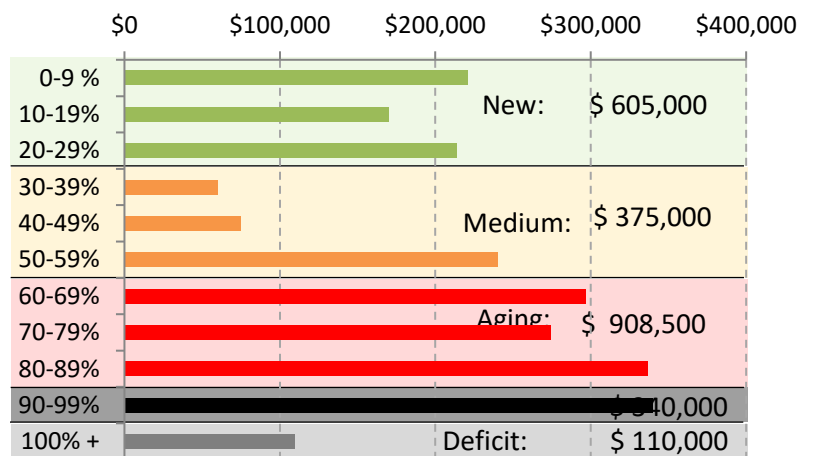 $0 $100,000 $200,000 $300,000 $400,000
0-9 %
10-19% New: $ 605,000
20-29%
30-39%
40-49% Medium: $ 375,000
50-59%
60-69%
Aging: $ 908,500
70-79%
80-89%
90-99% $ 340,000
100% + Deficit: $ 110,000